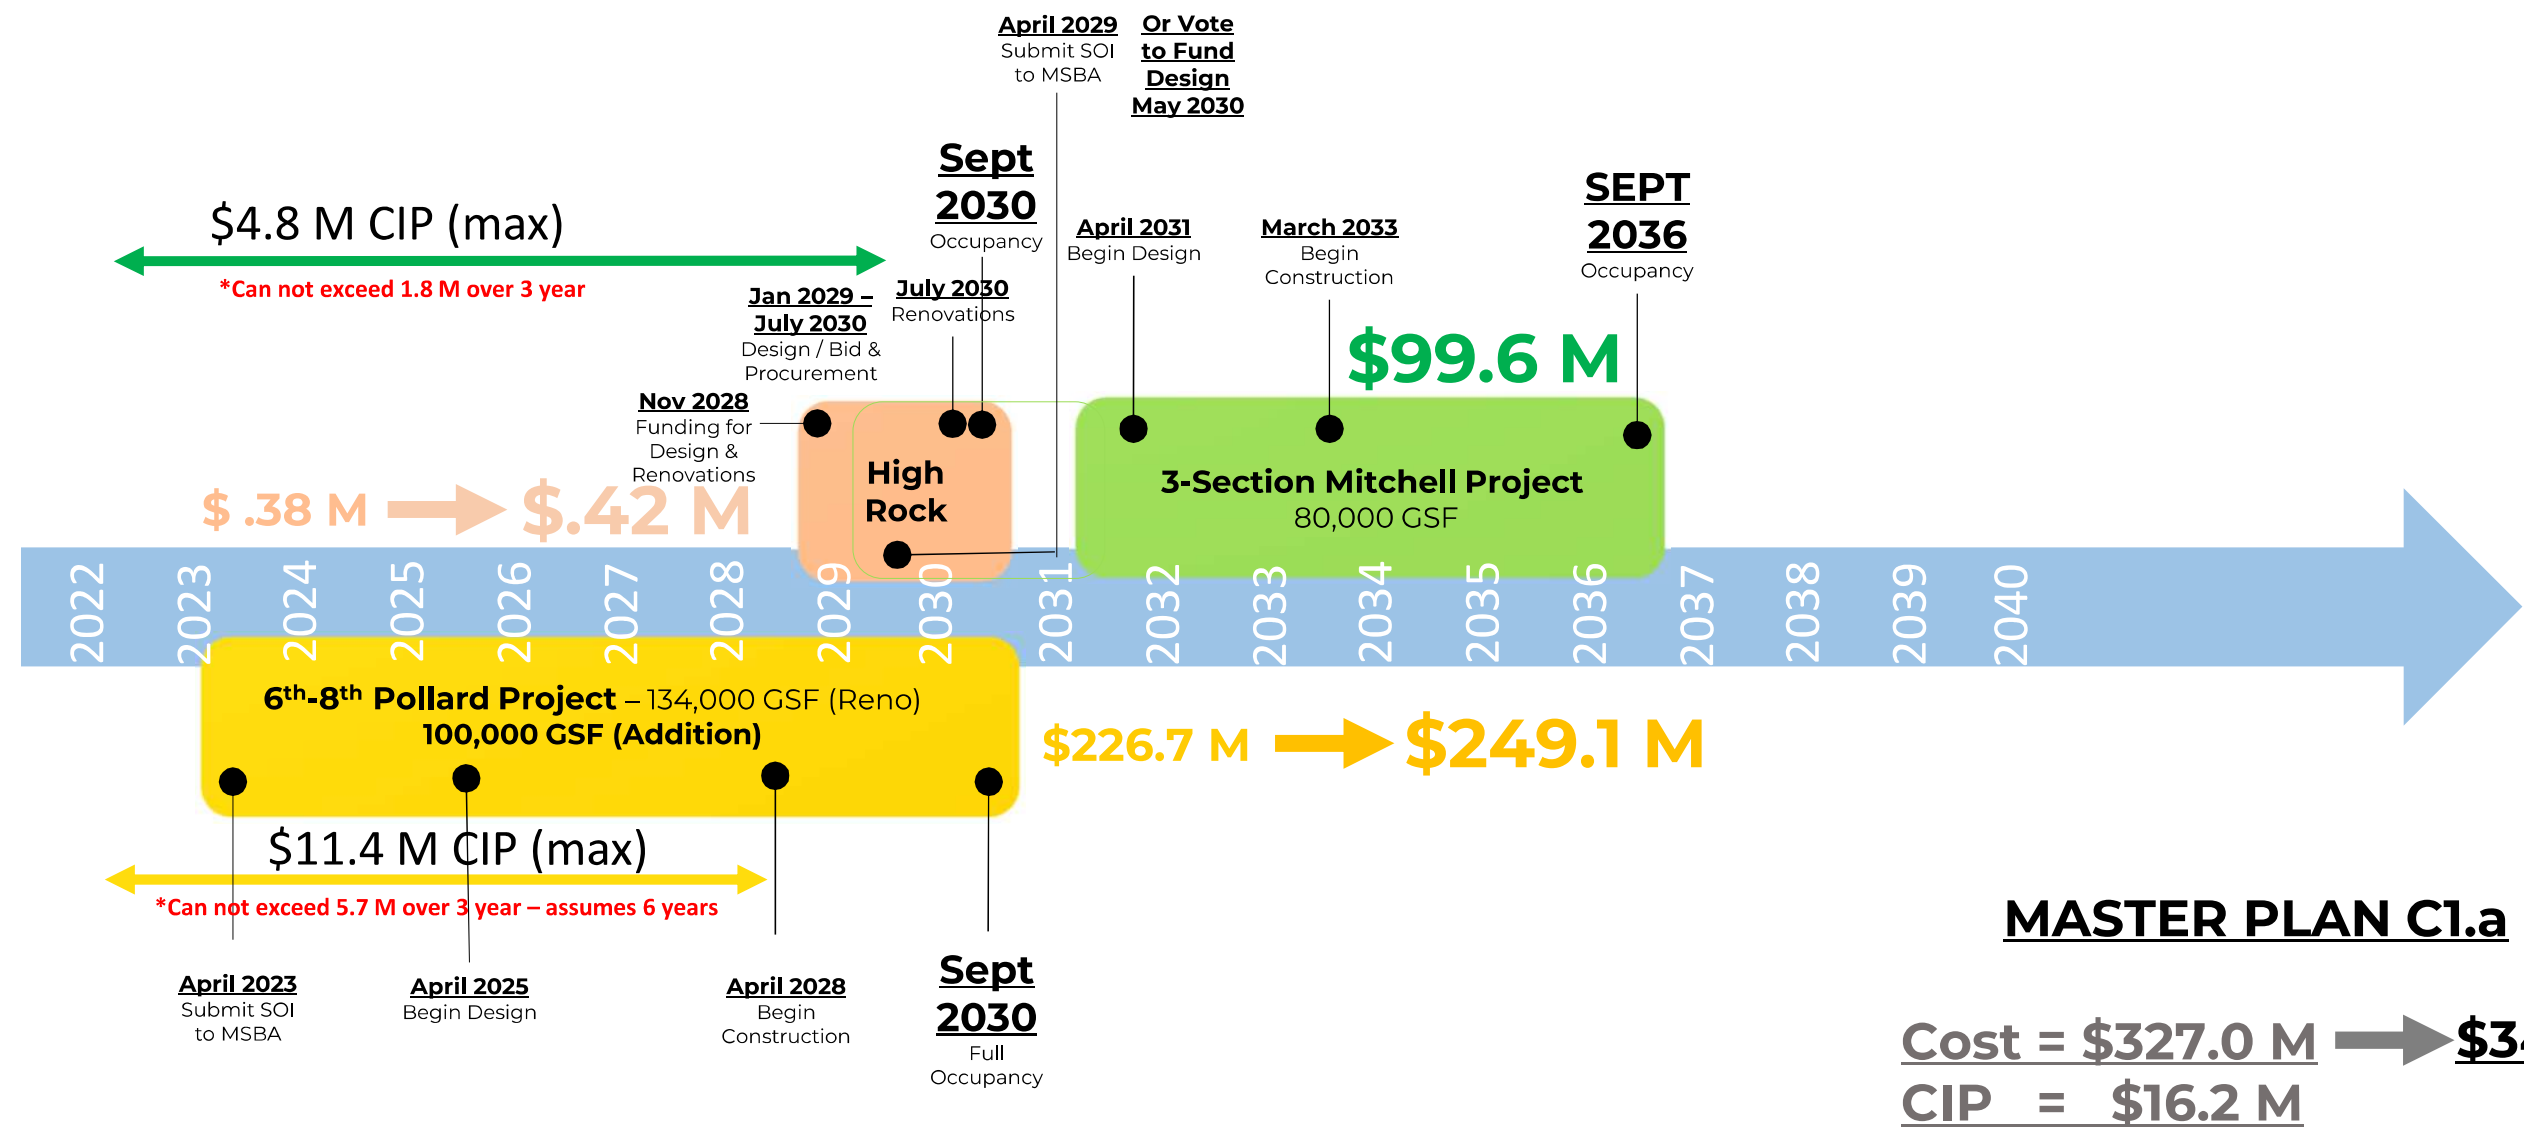 April 2029
Submit SOI
to MSBA
Or Vote
to Fund
Design
May 2030
Sept
2030
Occupancy
SEPT
2036
Occupancy
$4.8 M CIP (max)
*Can not exceed 1.8 M over 3 year
April 2031
Begin Design
March 2033
Begin
Construction
Jan 2029 –
July 2030
Design / Bid &
Procurement
July 2030
Renovations
$99.6 M
Nov 2028
Funding for
Design &
Renovations
$ .38 M
$.42 M
High
Rock
3-Section Mitchell Project
80,000 GSF
2022
2023
2024
2025
2026
2027
2028
2029
2030
2031
2032
2033
2034
2035
2036
2037
2038
2039
2040
6th-8th Pollard Project – 134,000 GSF (Reno)
100,000 GSF (Addition)
$226.7 M
$249.1 M
$11.4 M CIP (max)
*Can not exceed 5.7 M over 3 year – assumes 6 years
April 2023
Submit SOI
to MSBA
April 2025
Begin Design
April 2028
Begin
Construction
Sept
2030
Full
Occupancy
MASTER PLAN C1.a
Cost = $327.0 M
CIP = $16.2 M